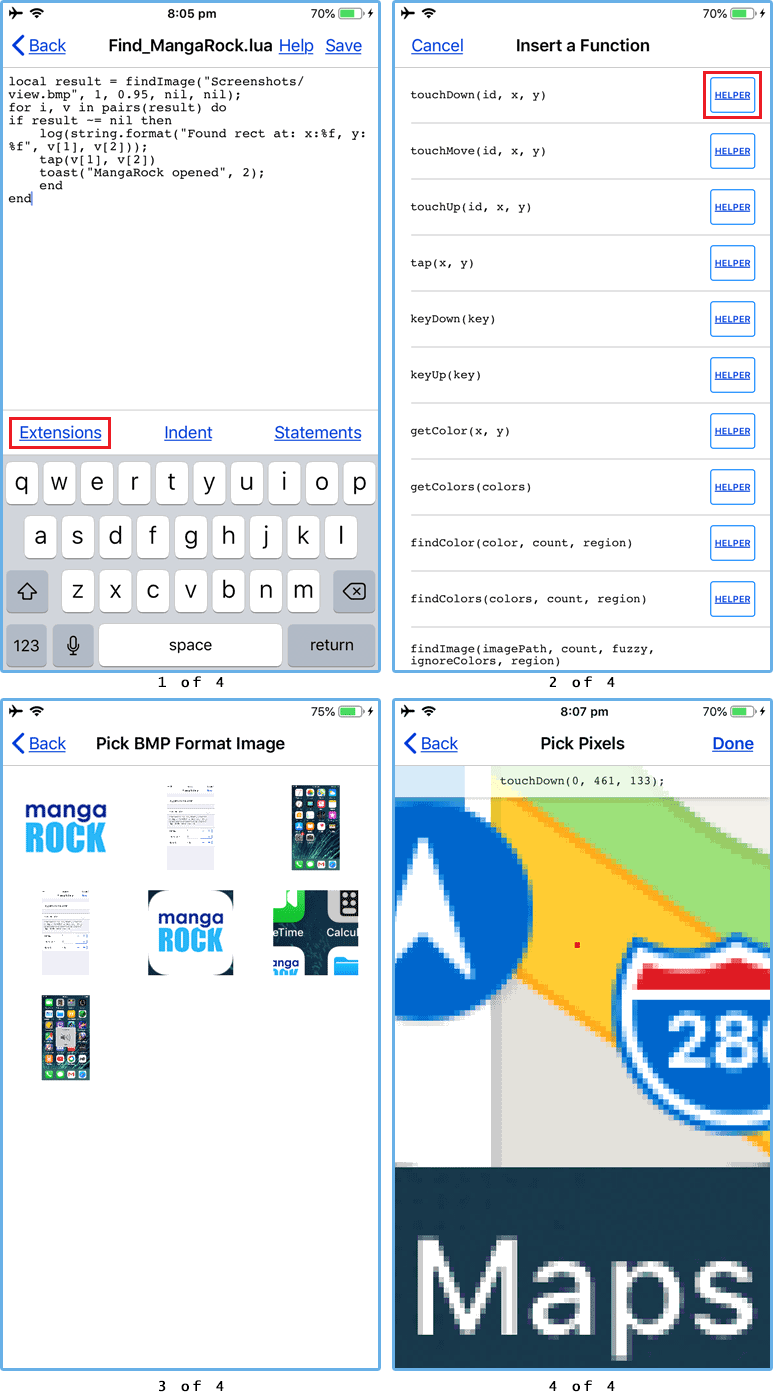 8:05 pm 70%
Back Find_MangaRock.lua Help Save
local result = findImage("Screenshots/
view.bmp", 1, 0.95, nil, nil);
for i, v in pairs(result) do
if result ~= nil then
log(string.format("Found rect at: x:%f, y:
%f", v[1], v[2]));
tap(v[1], v[2])
toast("MangaRock opened", 2);
end
end
Extensions Indent Statements
q w e r t y u i o p
a s d f g h j k l
z x c v b n m
123 space return
1 of 4
70%
Cancel Insert a Function
touchDown(id, x, y) HELPER
touchMove(id, x, y) HELPER
touchUp(id, x, y) HELPER
tap(x, y) HELPER
keyDown(key) HELPER
keyUp(key) HELPER
getColor(x, y) HELPER
getColors(colors) HELPER
findColor(color, count, region) HELPER
findColors(colors, count, region) HELPER
findImage(imagePath, count, fuzzy,
ignoreColors, region)
2 of 4
75%
Back Pick BMP Format Image
manga
ROCK
manga
ROCK
eTime Calcul
manga
ROCK
3 of 4
8:07 pm 70%
Back Pick Pixels Done
touchDown(0, 461, 133);
280
Maps
4 of 4